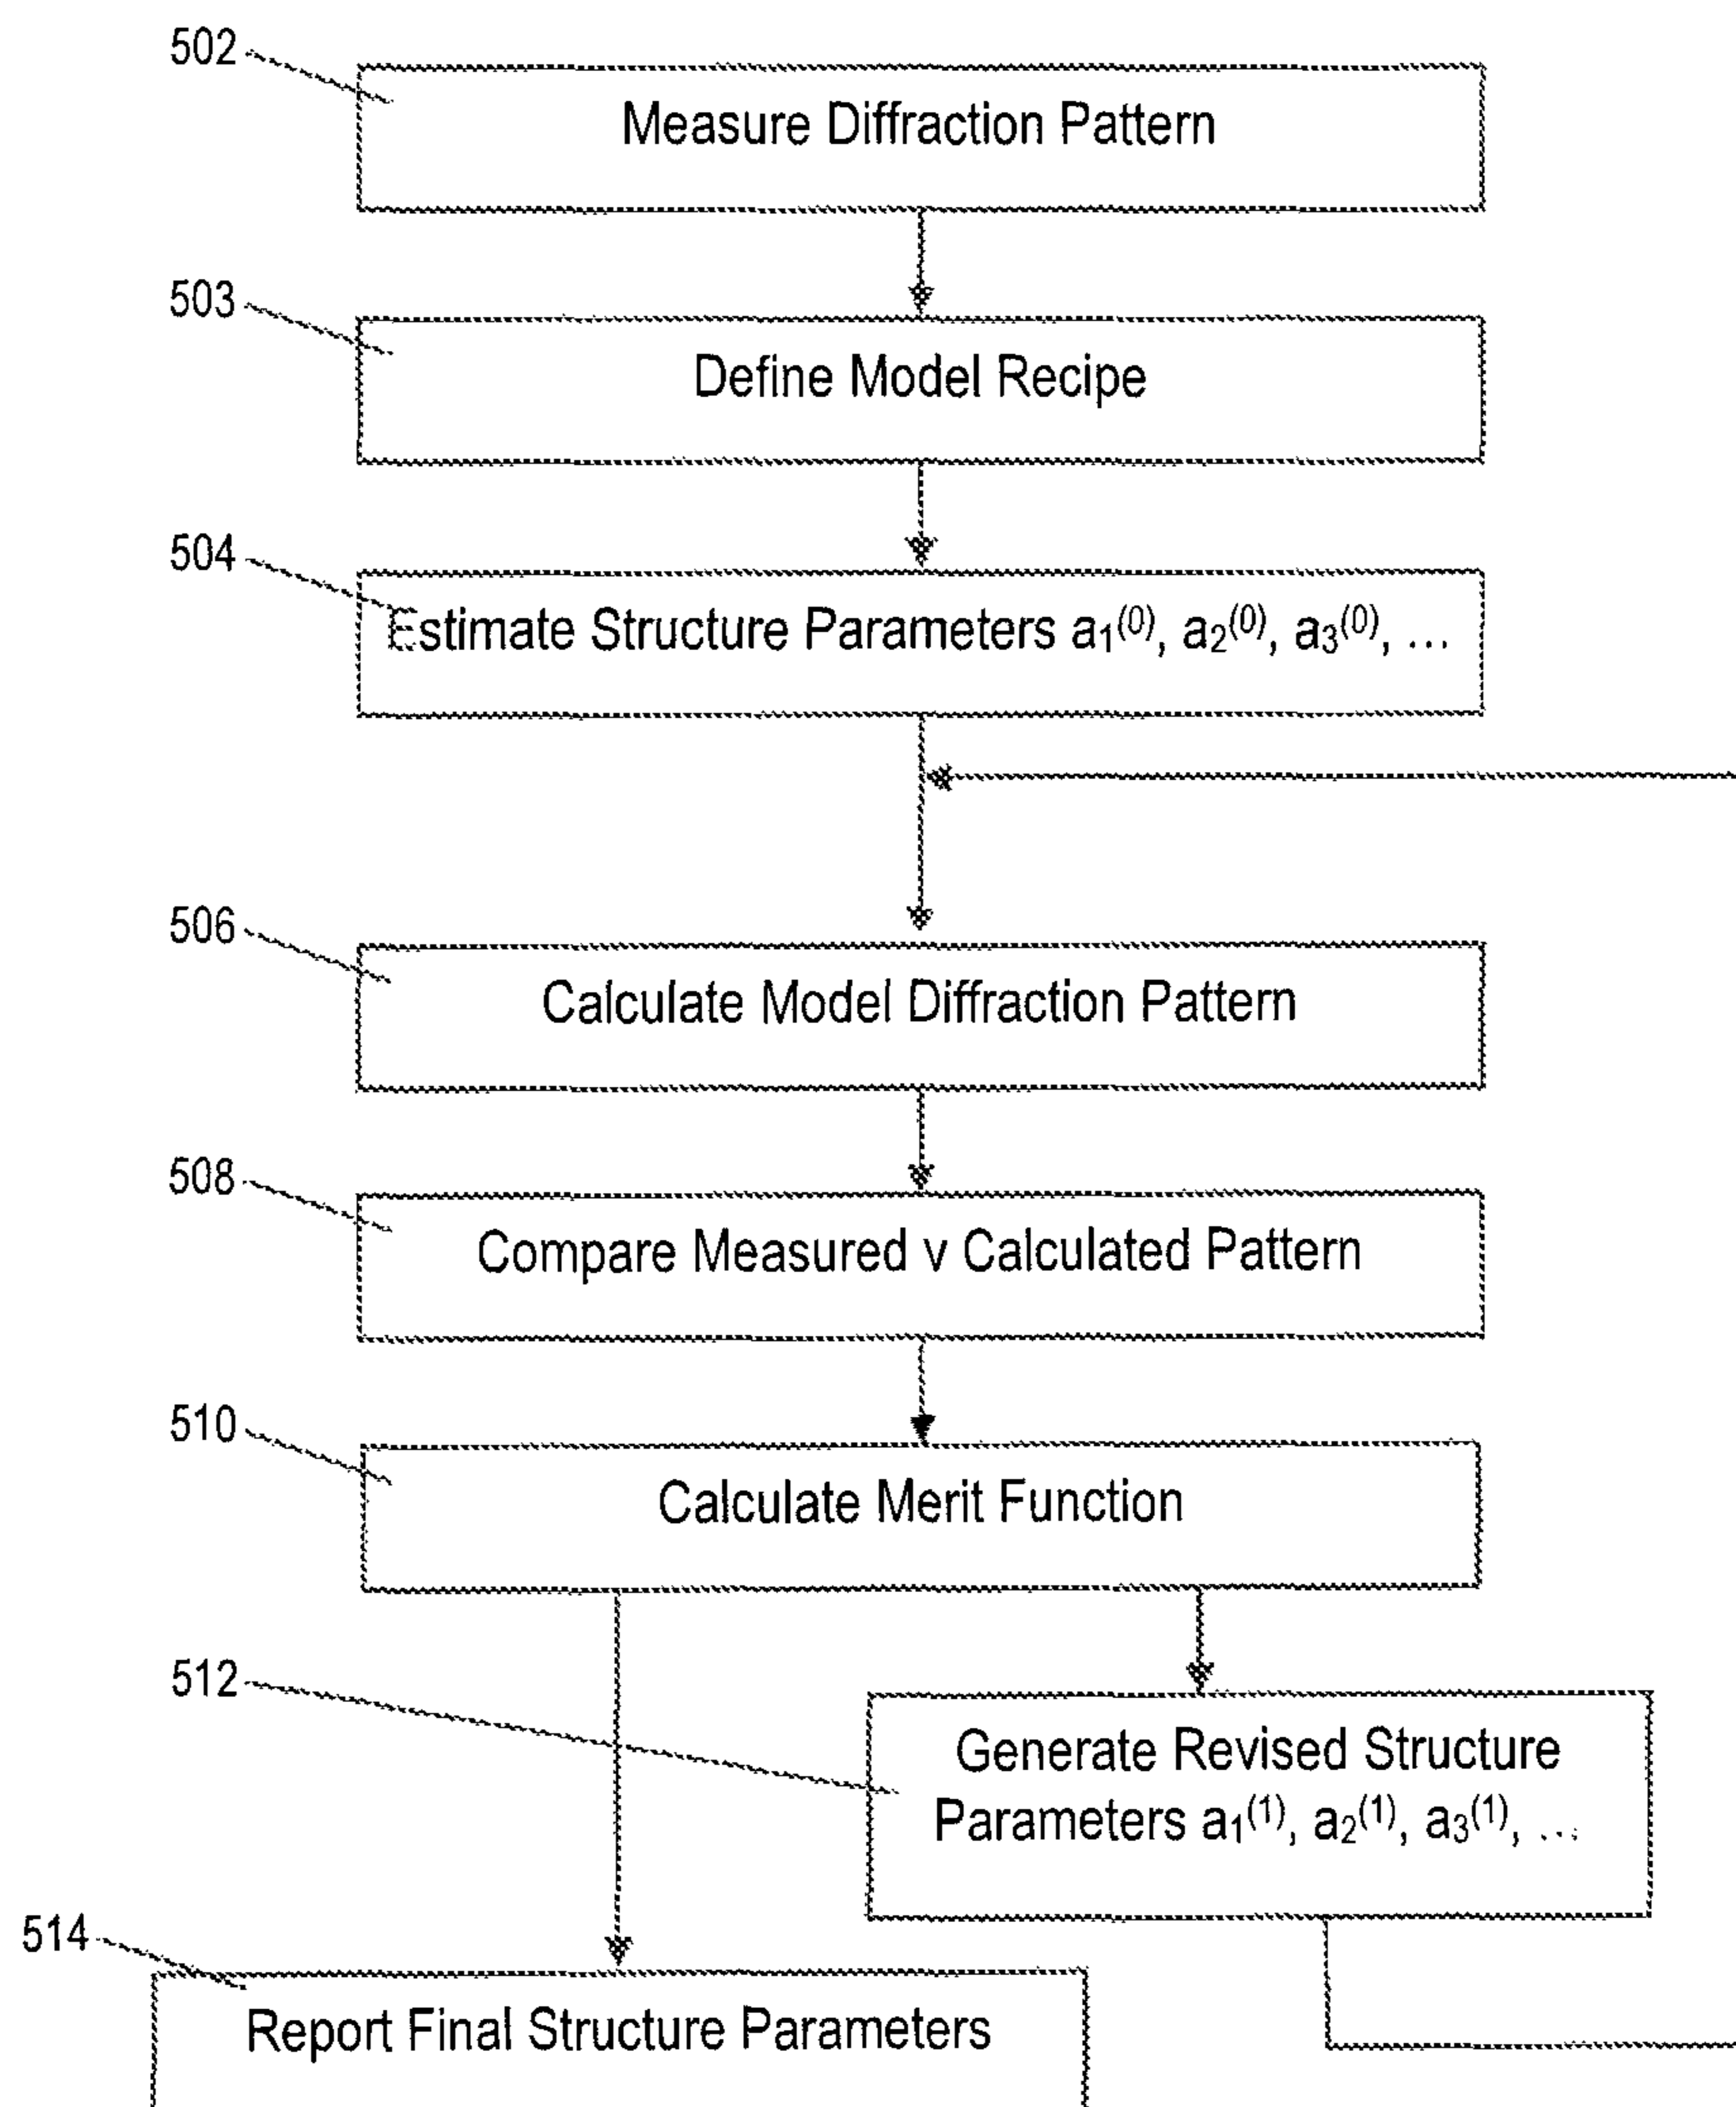 502
Measure Diffraction Pattern
503
Define Model Recipe
504
Estimate Structure Parameters a₁⁽⁰⁾, a₂⁽⁰⁾, a₃⁽⁰⁾, ...
506
Calculate Model Diffraction Pattern
508
Compare Measured v Calculated Pattern
510
Calculate Merit Function
512
Generate Revised Structure
Parameters a₁⁽¹⁾, a₂⁽¹⁾, a₃⁽¹⁾, ...
514
Report Final Structure Parameters